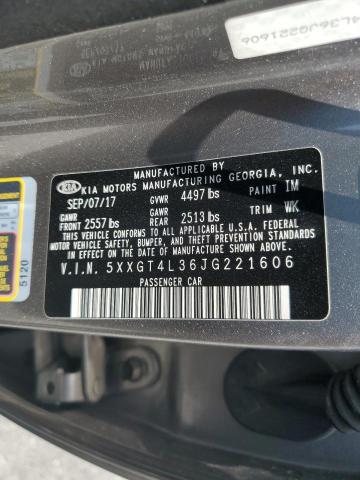 MANUFACTURED BY
KIA KIA MOTORS MANUFACTURING GEORGIA, INC.
SEP/07/17 GVWR 4497 lbs PAINT IM
GAWR FRONT 2557 lbs GAWR REAR 2513 lbs TRIM WK
THIS VEHICLE CONFORMS TO ALL APPLICABLE U.S.A. FEDERAL
MOTOR VEHICLE SAFETY, BUMPER, AND THEFT PREVENTION STANDARDS
IN EFFECT ON THE DATE OF MANUFACTURE SHOWN ABOVE.
V.I.N. 5XXGT4L36JG221606
PASSENGER CAR
5120